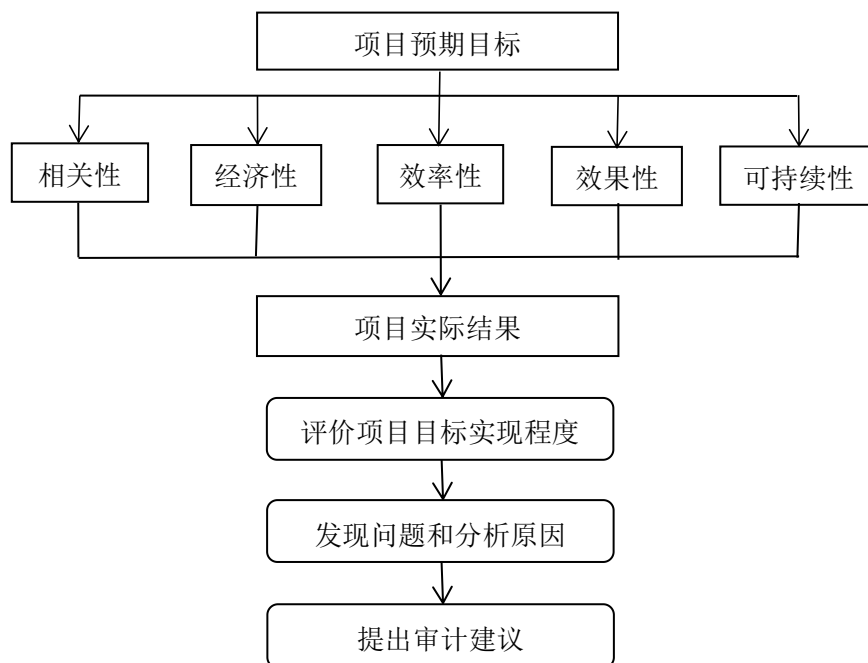 项目预期目标
相关性
经济性
效率性
效果性
可持续性
项目实际结果
评价项目目标实现程度
发现问题和分析原因
提出审计建议